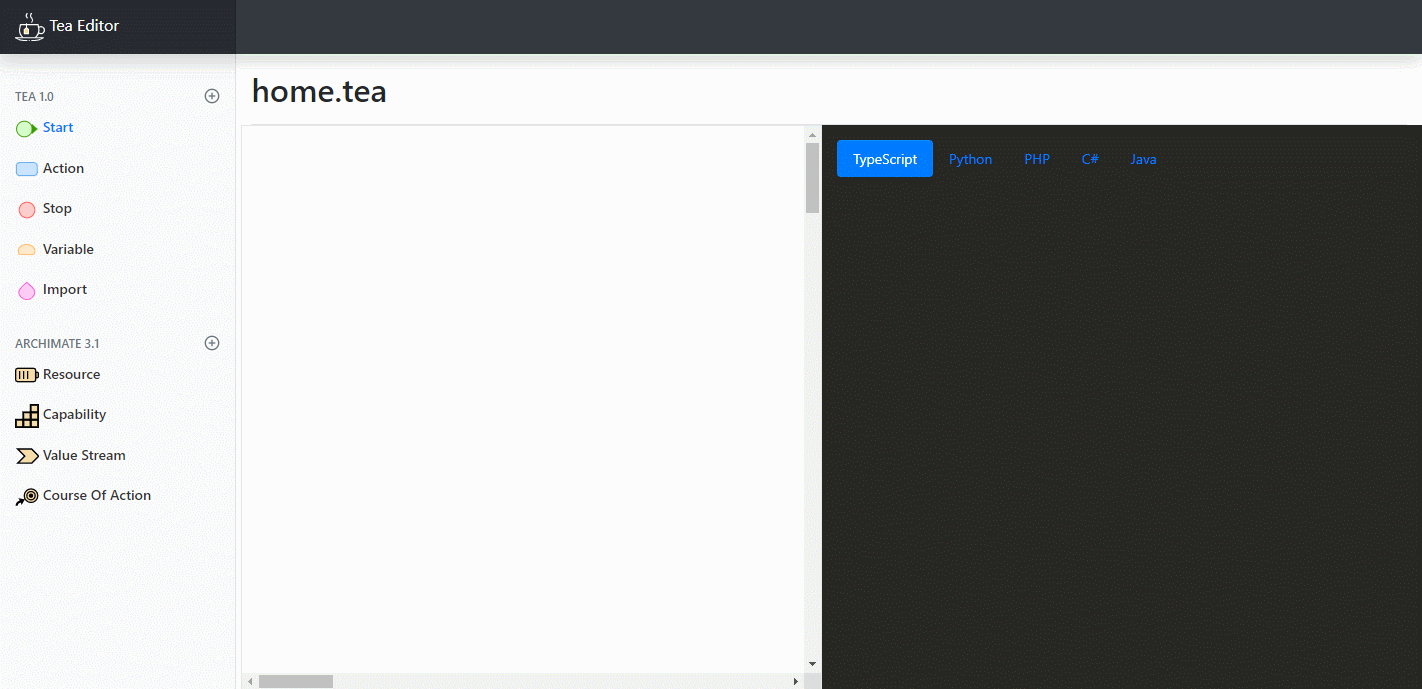 Tea Editor
home.tea
TEA 1.0
Start
Action
Stop
Variable
Import
ARCHIMATE 3.1
Resource
Capability
Value Stream
Course Of Action
TypeScript Python PHP C# Java